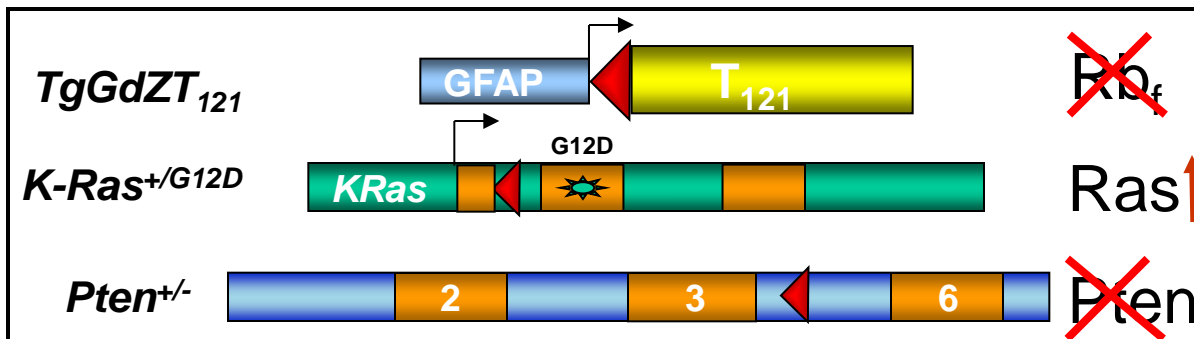 TgGdZT121 GFAP T121 Rbf
G12D
K-Ras+/G12D KRas Ras
Pten+/- 2 3 6 Pten